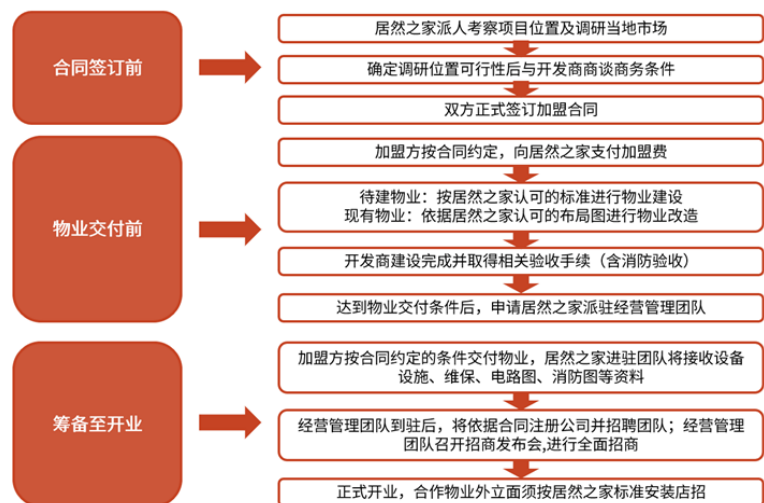 合同签订前
居然之家派人考察项目位置及调研当地市场
确定调研位置可行性后与开发商商谈商务条件
双方正式签订加盟合同
物业交付前
加盟方按合同约定，向居然之家支付加盟费
待建物业：按居然之家认可的标准进行物业建设
现有物业：依据居然之家认可的布局图进行物业改造
开发商建设完成并取得相关验收手续（含消防验收）
达到物业交付条件后，申请居然之家派驻经营管理团队
筹备至开业
加盟方按合同约定的条件交付物业，居然之家进驻团队将接收设备
设施、维保、电路图、消防图等资料
经营管理团队到驻后，将依据合同注册公司并招聘团队；经营管理
团队召开招商发布会,进行全面招商
正式开业，合作物业外立面须按居然之家标准安装店招